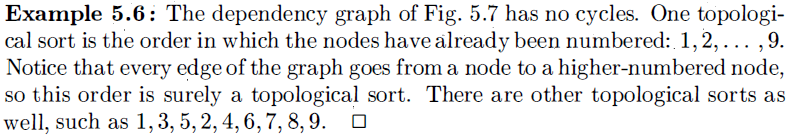 Example 5.6: The dependency graph of Fig. 5.7 has no cycles. One topologi-
cal sort is the order in which the nodes have already been numbered: 1, 2, . . . , 9.
Notice that every edge of the graph goes from a node to a higher-numbered node,
so this order is surely a topological sort. There are other topological sorts as
well, such as 1, 3, 5, 2, 4, 6, 7, 8, 9. □